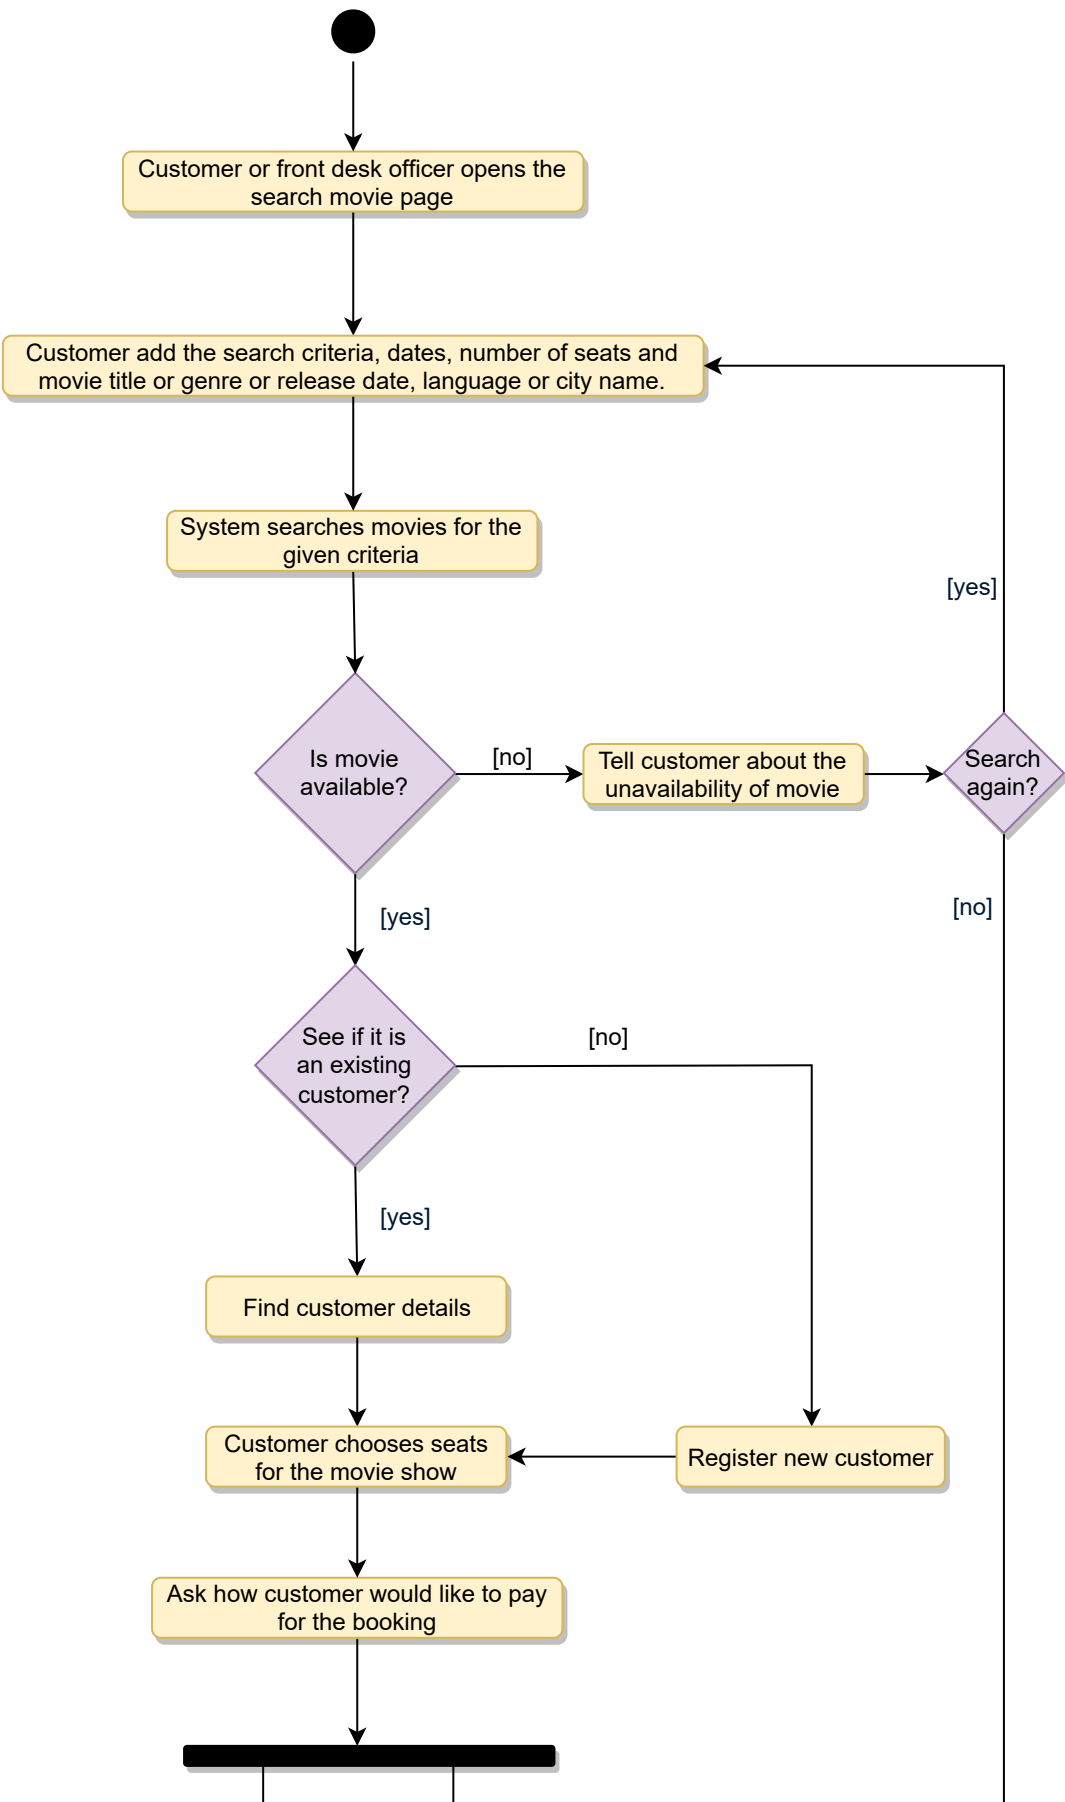 Customer or front desk officer opens the
search movie page
Customer add the search criteria, dates, number of seats and
movie title or genre or release date, language or city name.
System searches movies for the
given criteria
[yes]
Is movie
available?
[no]
Tell customer about the
unavailability of movie
Search
again?
[yes]
[no]
See if it is
an existing
customer?
[no]
[yes]
Find customer details
Customer chooses seats
for the movie show
Register new customer
Ask how customer would like to pay
for the booking